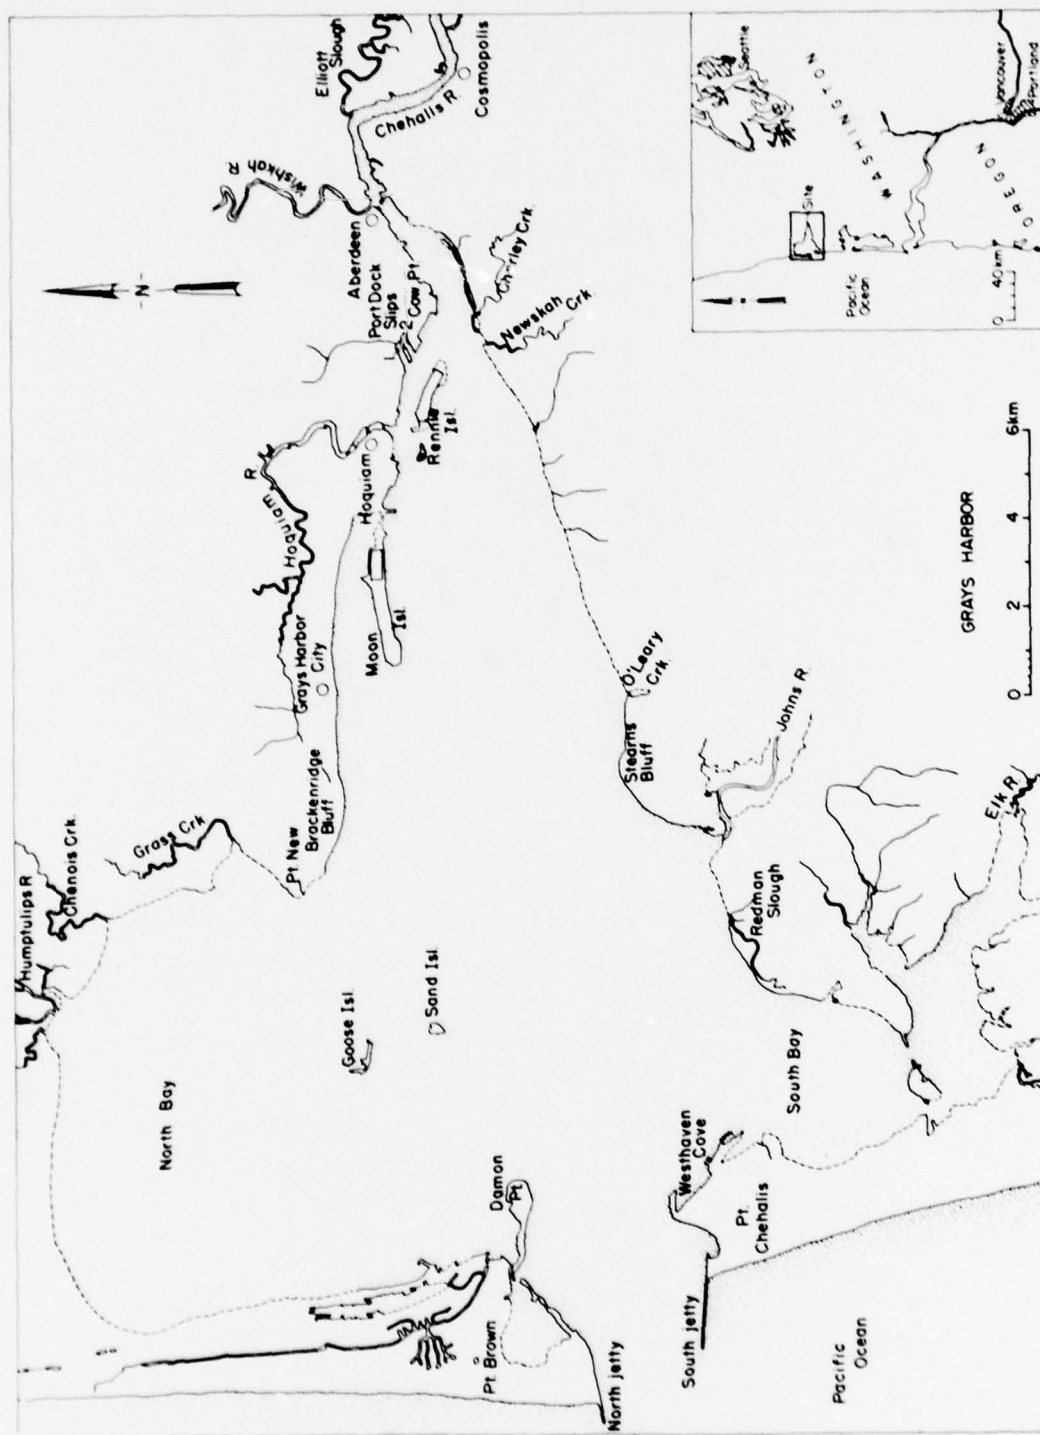 Humptulips R
Chenois Crk.
Grass Crk
North Bay
Goose Isl.
Sand Isl.
Pt. New
Brackenridge
Bluff
Grays Harbor
City
Hoquiam
R.
Moon
Isl.
Hoquiam
Rennie
Isl.
Port Dock
Slips
2
Cow Pt.
Aberdeen
Wishkah
R.
-N-
Elliott
Slough
Chehalis R
Cosmopolis
Charley Crk.
Newskah Crk.
O'Leary
Crk.
Stearns
Bluff
Johns R.
Redman
Slough
Elk R.
South Bay
Westhaven
Cove
Pt.
Chehalis
Damon
Pt.
Pt. Brown
North jetty
South jetty
Pacific
Ocean
GRAYS HARBOR
0 2 4 6km
Seattle
WASHINGTON
Site
Pacific
Ocean
Vancouver
Portland
OREGON
0 40km